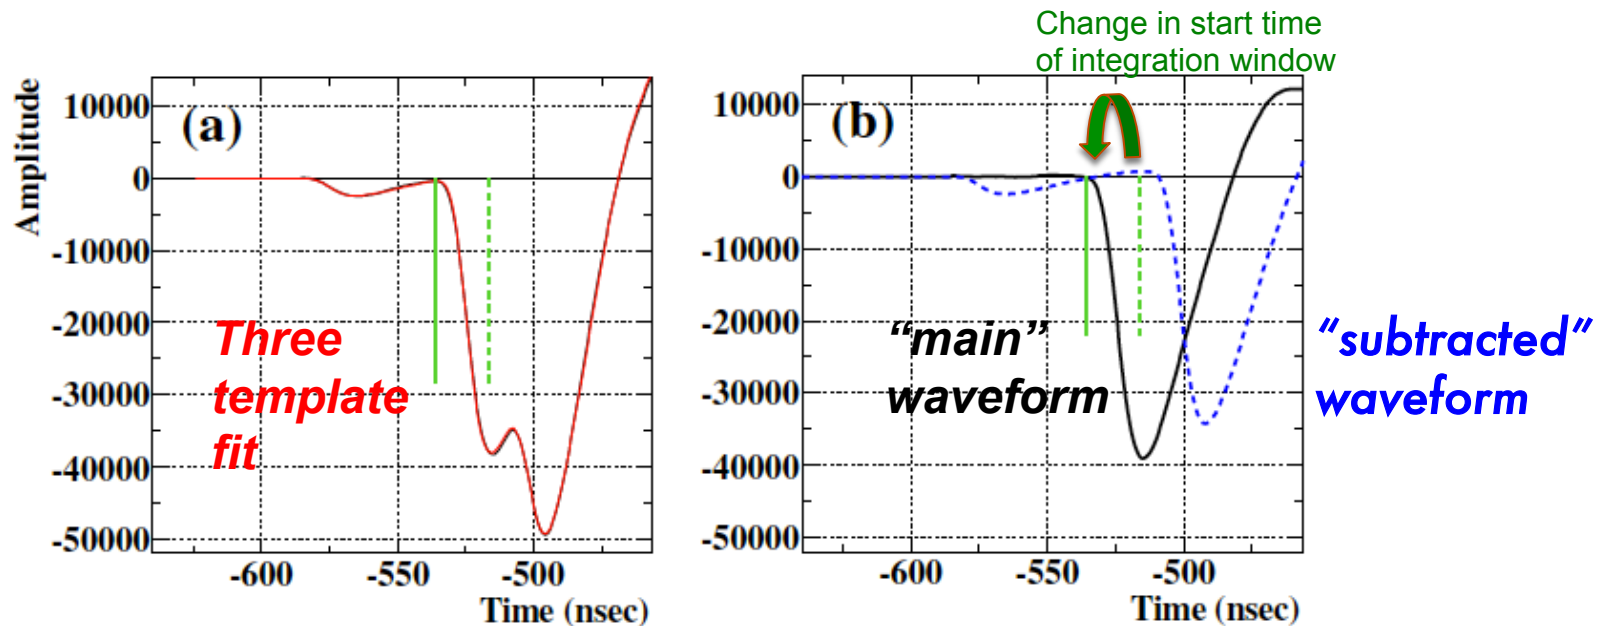 Change in start time
of integration window
Amplitude
(a)
10000
0
-10000
-20000
-30000
-40000
-50000
-600
-550
-500
Time (nsec)
Three
template
fit
(b)
10000
0
-10000
-20000
-30000
-40000
-50000
-600
-550
-500
Time (nsec)
“main”
waveform
“subtracted”
waveform